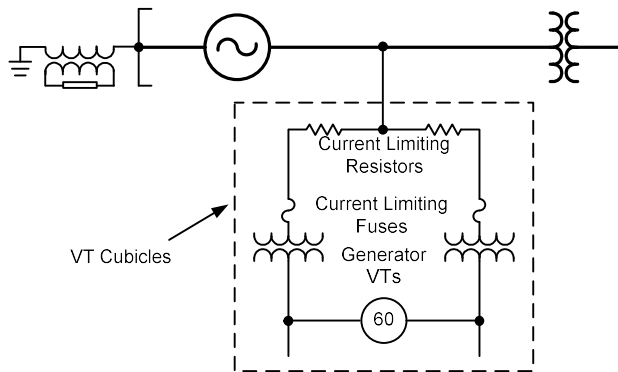 Current Limiting
Resistors
Current Limiting
Fuses
VT Cubicles
Generator
VTs
60